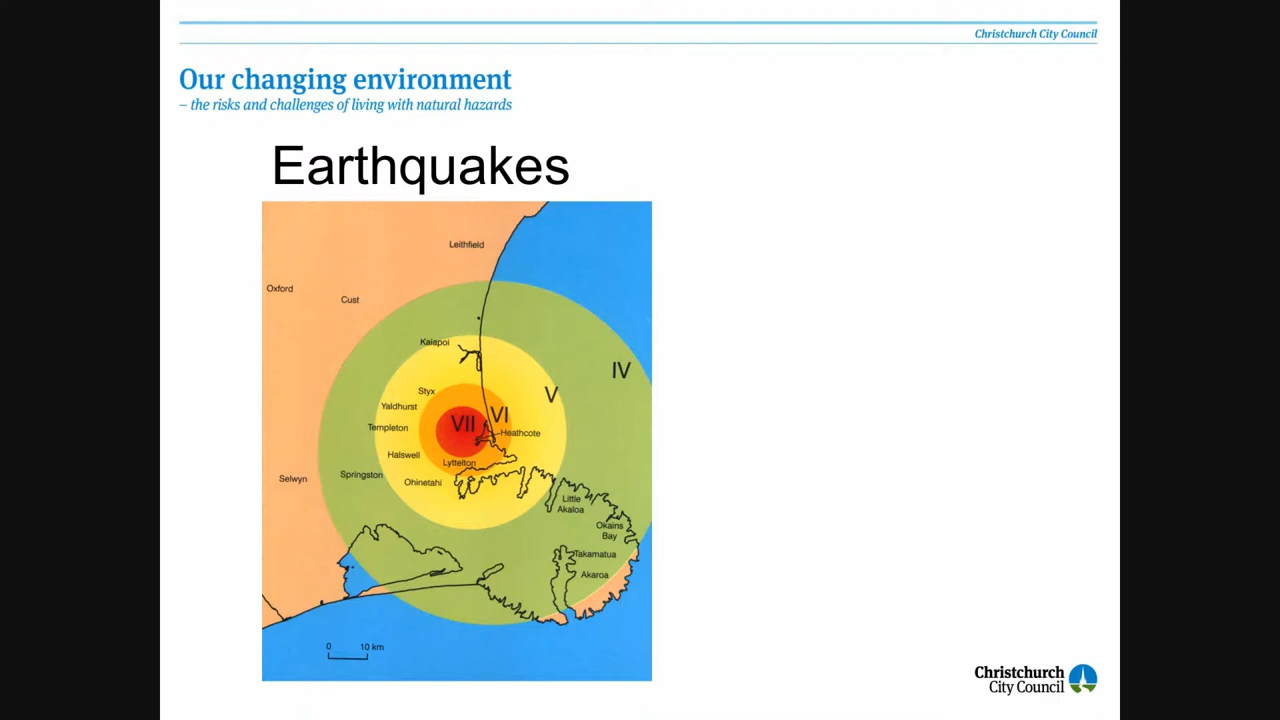 Christchurch City Council
Our changing environment
– the risks and challenges of living with natural hazards
Earthquakes
Leithfield
Oxford
Cust
Kaiapoi
IV
Styx
V
Yaldhurst
VI
VII
Templeton
Heathcote
Halswell
Lyttelton
Springston
Selwyn
Ohinetahi
Little
Akaloa
Okains
Bay
Takamatua
Akaroa
0 10 km
Christchurch
City Council